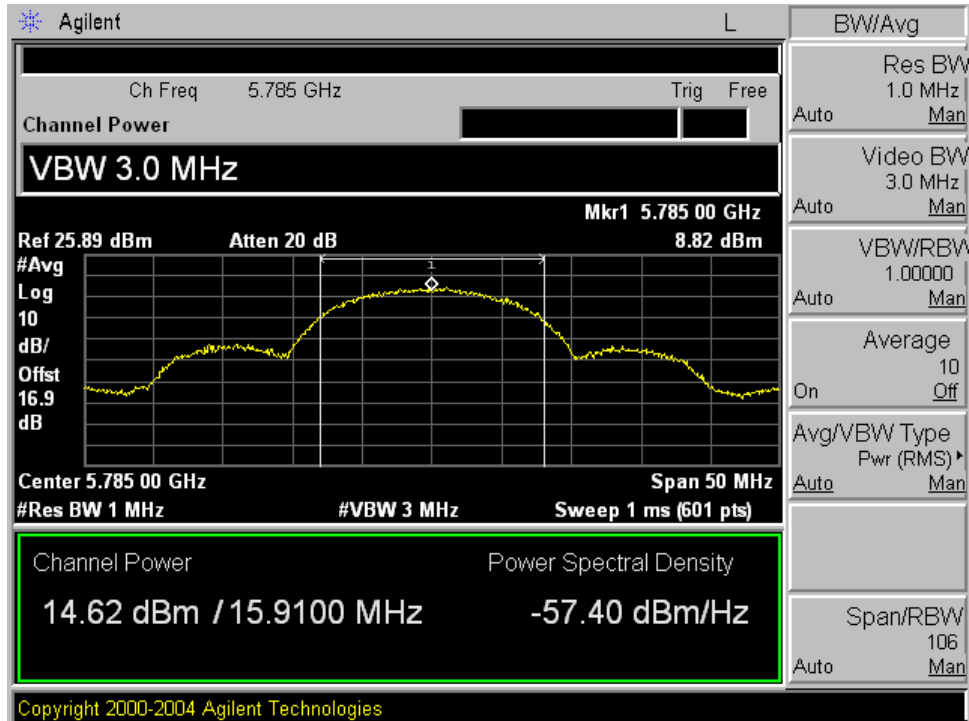 Agilent L
BW/Avg
Ch Freq 5.785 GHz Trig Free
Channel Power
VBW 3.0 MHz
Mkr1 5.785 00 GHz
Ref 25.89 dBm Atten 20 dB 8.82 dBm
#Avg
Log
10
dB/
Offst
16.9
dB
1
Center 5.785 00 GHz Span 50 MHz
#Res BW 1 MHz #VBW 3 MHz Sweep 1 ms (601 pts)
Channel Power Power Spectral Density
14.62 dBm / 15.9100 MHz -57.40 dBm/Hz
Res BW
1.0 MHz
Auto Man
Video BW
3.0 MHz
Auto Man
VBW/RBW
1.00000
Auto Man
Average
10
On Off
Avg/VBW Type
Pwr (RMS)
Auto Man
Span/RBW
106
Auto Man
Copyright 2000-2004 Agilent Technologies